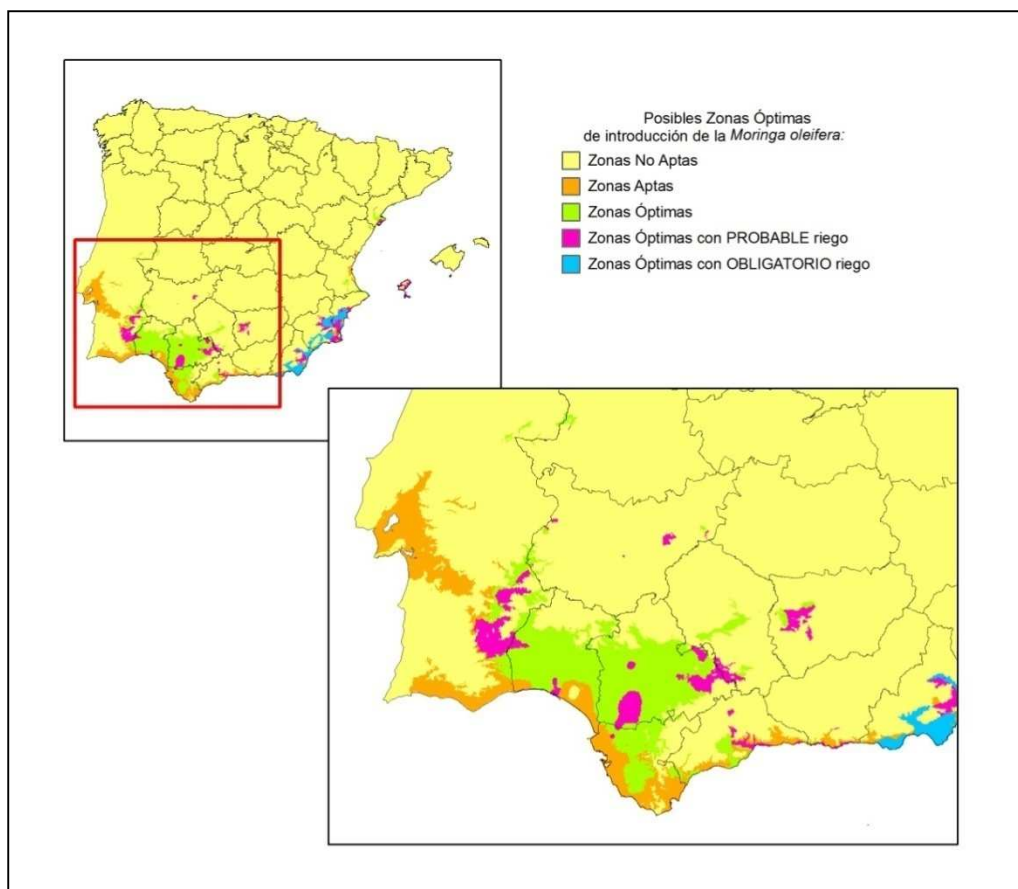 Posibles Zonas Óptimas
de introducción de la Moringa oleifera:
Zonas No Aptas
Zonas Aptas
Zonas Óptimas
Zonas Óptimas con PROBABLE riego
Zonas Óptimas con OBLIGATORIO riego